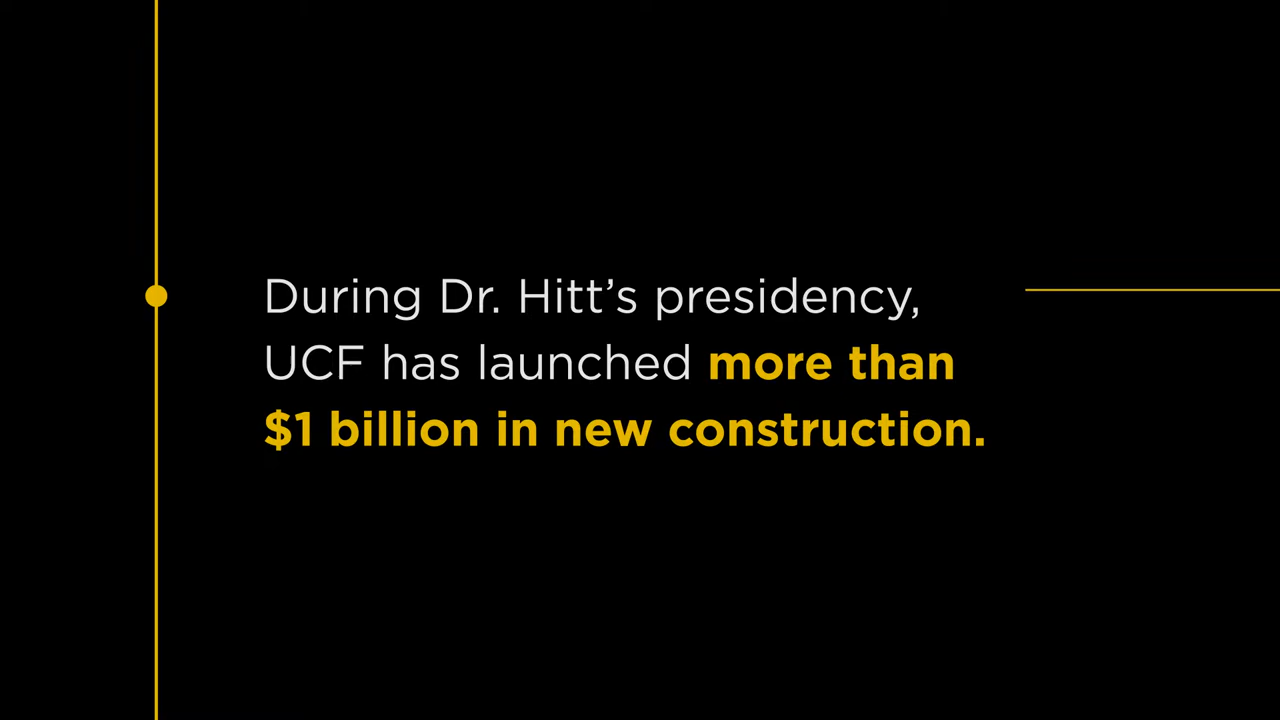 During Dr. Hitt’s presidency,
UCF has launched more than
$1 billion in new construction.